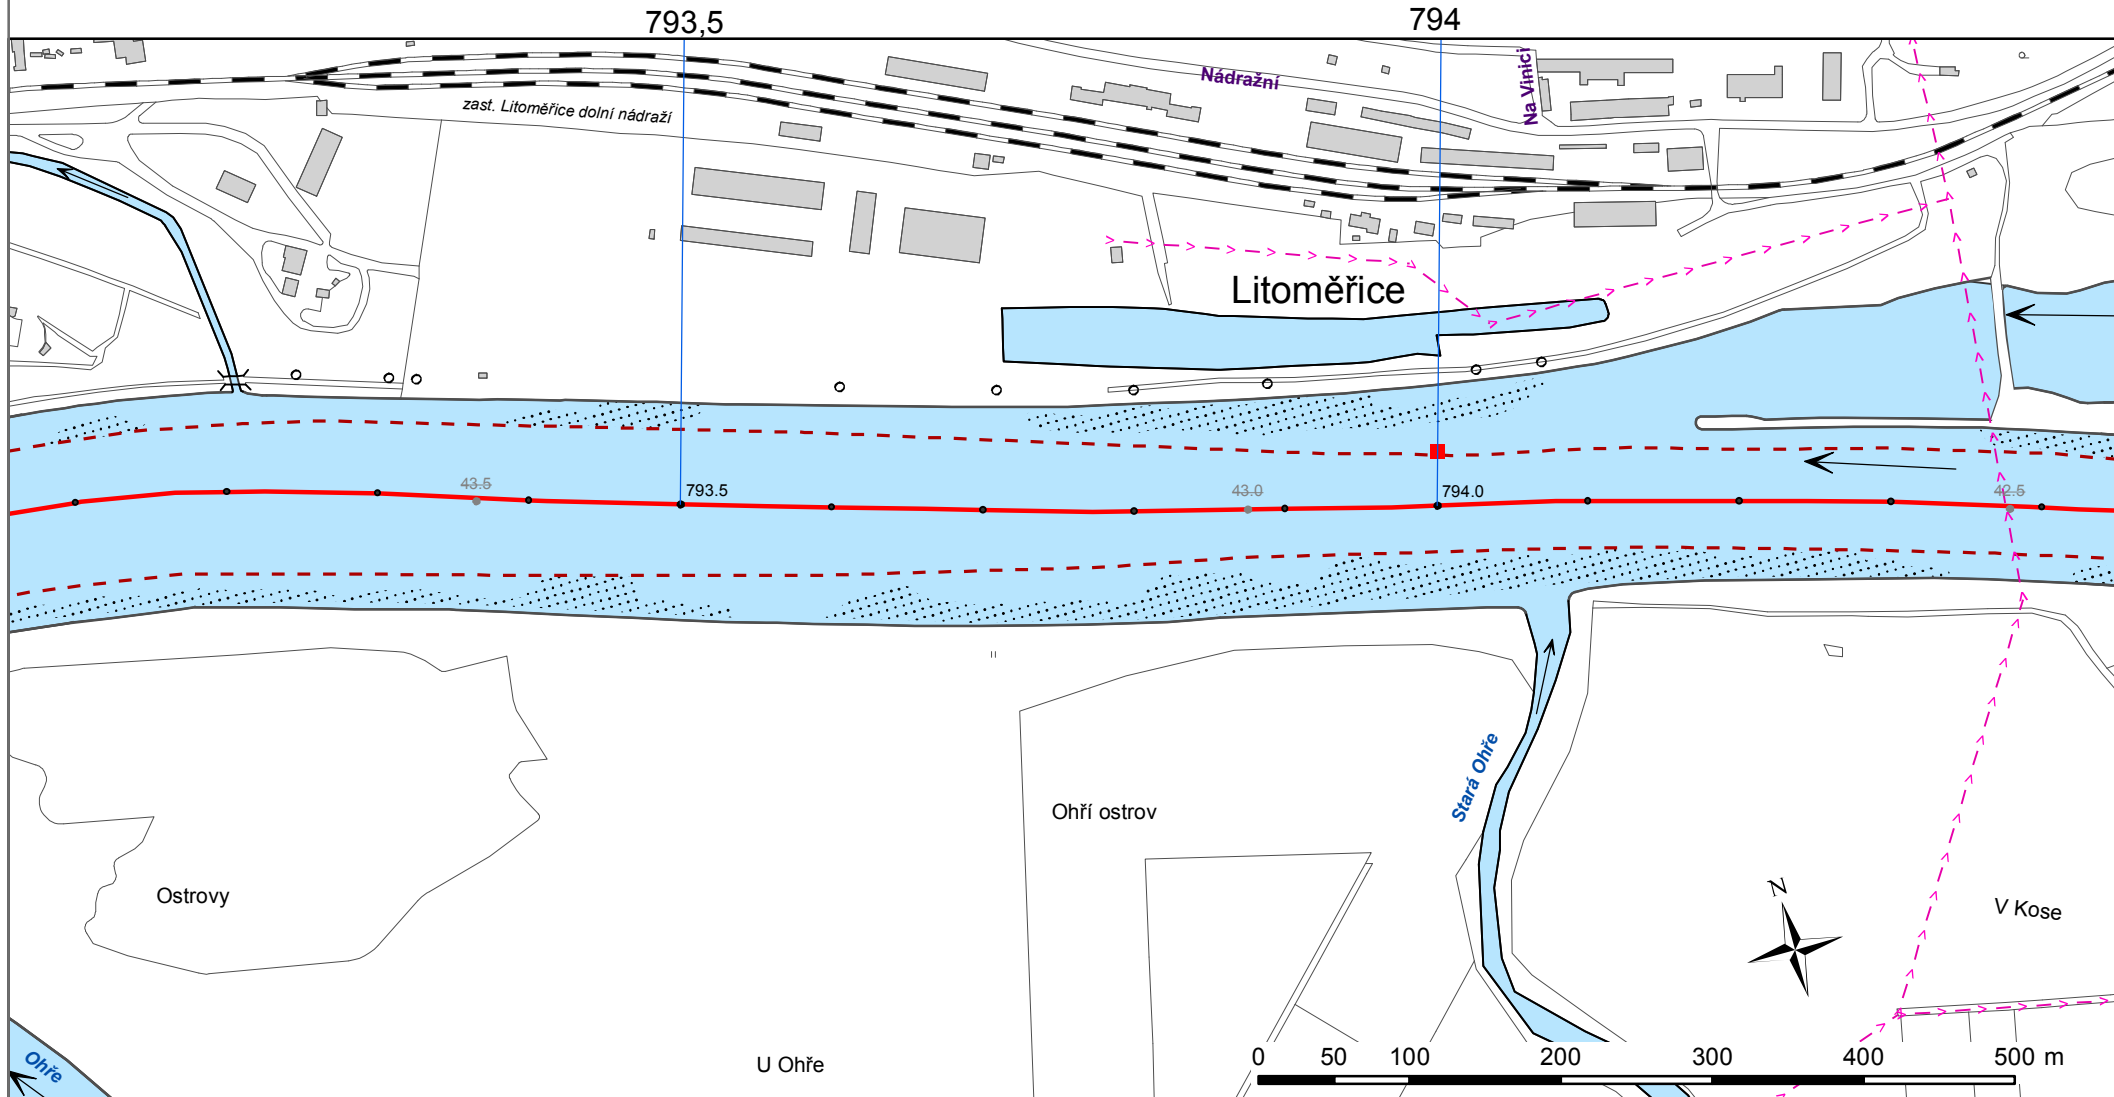 793,5
794
Nádražní
Na Vinici
zast. Litoměřice dolní nádraží
Litoměřice
43.5
793.5
43.0
794.0
42.5
Stará Ohře
Ohří ostrov
Ostrovy
N
V Kose
Ohře
U Ohře
0 50 100 200 300 400 500 m